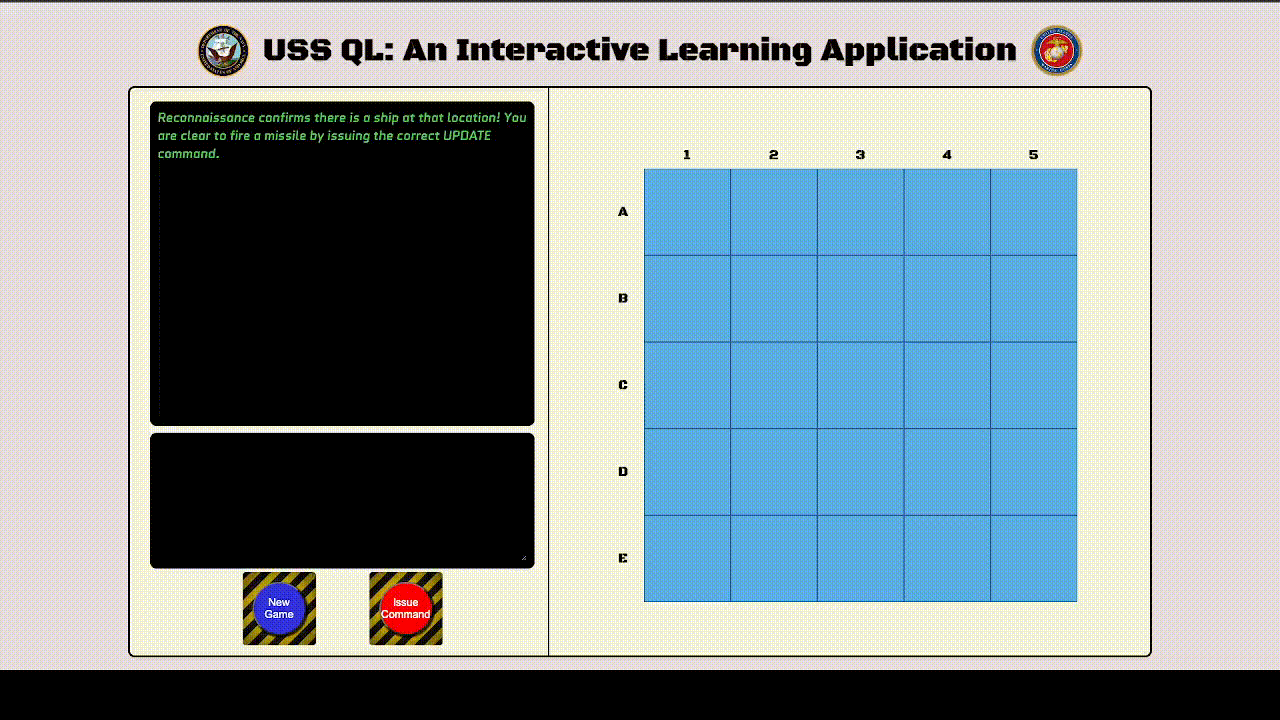 USS QL: An Interactive Learning Application
Reconnaissance confirms there is a ship at that location! You
are clear to fire a missile by issuing the correct UPDATE
command.
New
Game
Issue
Command
1 2 3 4 5
A
B
C
D
E